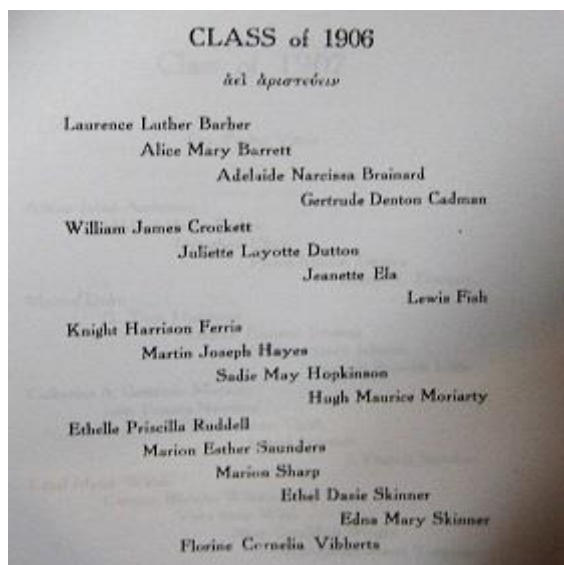 CLASS of 1906
ἀεὶ ἀριστεύειν
Laurence Luther Barber
Alice Mary Barrett
Adelaide Narcissa Brainard
Gertrude Denton Cadman
William James Crockett
Juliette Layotte Dutton
Jeanette Ela
Lewis Fish
Knight Harrison Ferris
Martin Joseph Hayes
Sadie May Hopkinson
Hugh Maurice Moriarty
Ethelle Priscilla Ruddell
Marion Esther Saunders
Marion Sharp
Ethel Dasie Skinner
Edna Mary Skinner
Florine Cornelia Vibberts